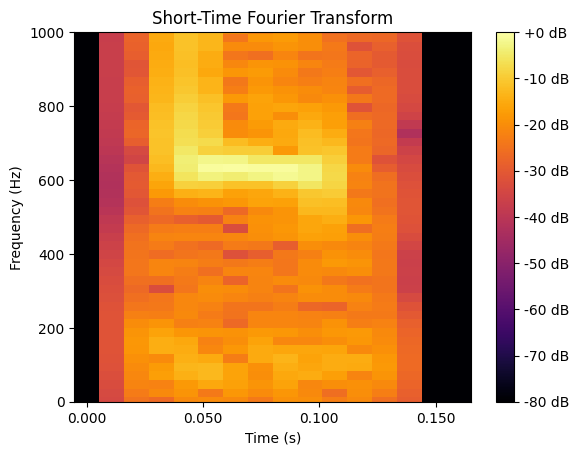 Short-Time Fourier Transform
1000
800
600
400
200
0
Frequency (Hz)
0.000
0.050
0.100
0.150
Time (s)
+0 dB
-10 dB
-20 dB
-30 dB
-40 dB
-50 dB
-60 dB
-70 dB
-80 dB